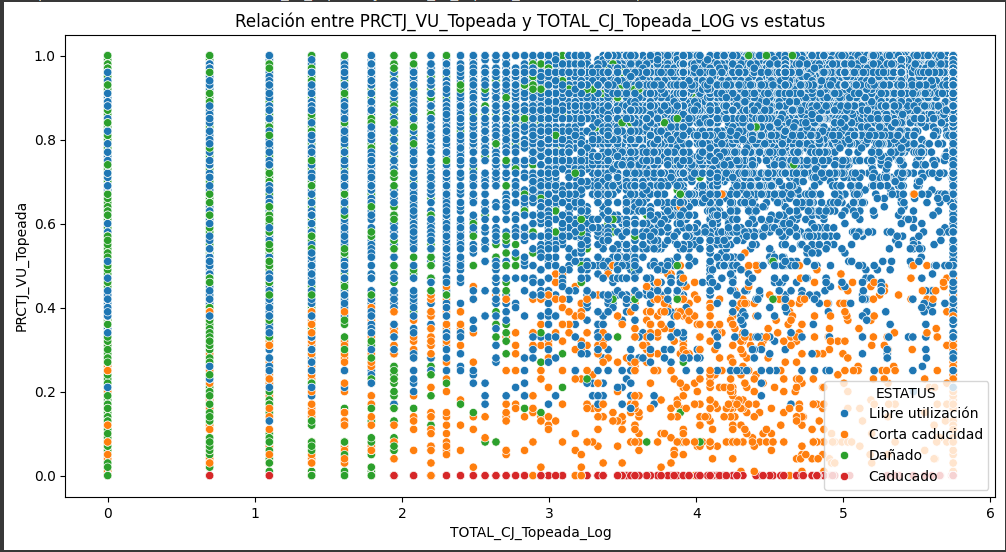 Relación entre PRCTJ_VU_Topeada y TOTAL_CJ_Topeada_LOG vs estatus
1.0
0.8
0.6
0.4
0.2
0.0
PRCTJ_VU_Topeada
ESTATUS
Libre utilización
Corta caducidad
Dañado
Caducado
0 1 2 3 4 5 6
TOTAL_CJ_Topeada_Log